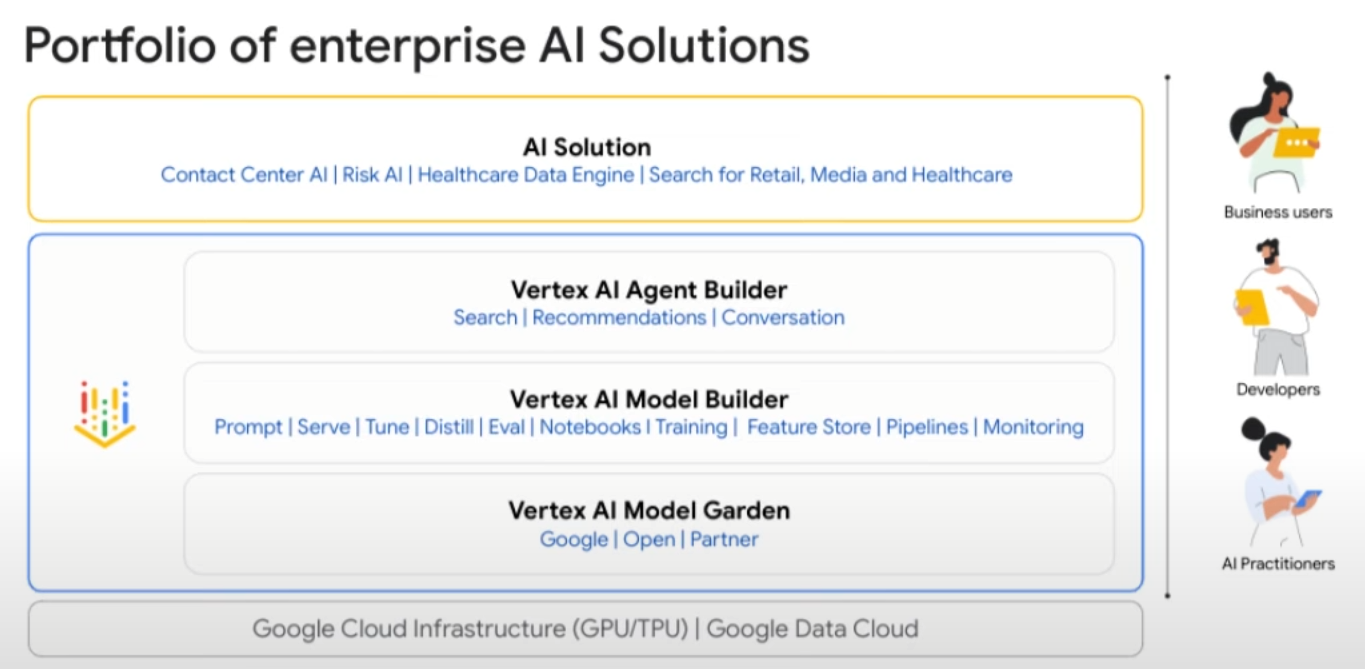 Portfolio of enterprise AI Solutions
AI Solution
Contact Center AI | Risk AI | Healthcare Data Engine | Search for Retail, Media and Healthcare
Business users
Vertex AI Agent Builder
Search | Recommendations | Conversation
Developers
Vertex AI Model Builder
Prompt | Serve | Tune | Distill | Eval | Notebooks I Training | Feature Store | Pipelines | Monitoring
Vertex AI Model Garden
Google | Open | Partner
AI Practitioners
Google Cloud Infrastructure (GPU/TPU) | Google Data Cloud